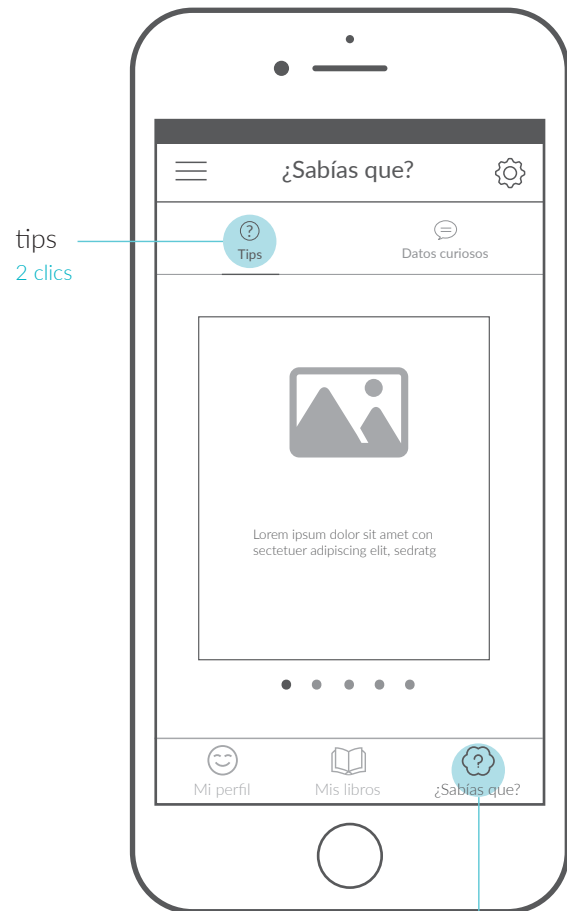 ¿Sabías que?
tips
2 clics
Tips
Datos curiosos
Lorem ipsum dolor sit amet con
sectetuer adipiscing elit, sedratg
Mi perfil
Mis libros
¿Sabías que?